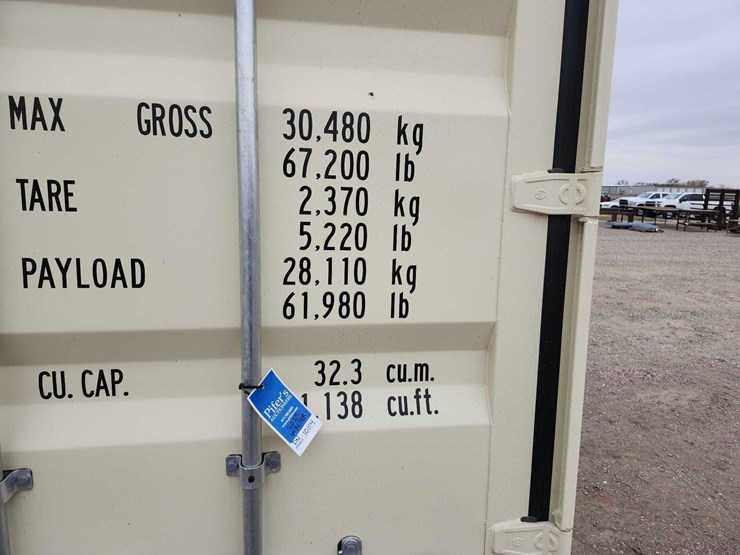 MAX GROSS 30,480 kg
67,200 lb
TARE 2,370 kg
5,220 lb
PAYLOAD 28,110 kg
61,980 lb
CU. CAP. 32.3 cu.m.
1,138 cu.ft.
Pifer's